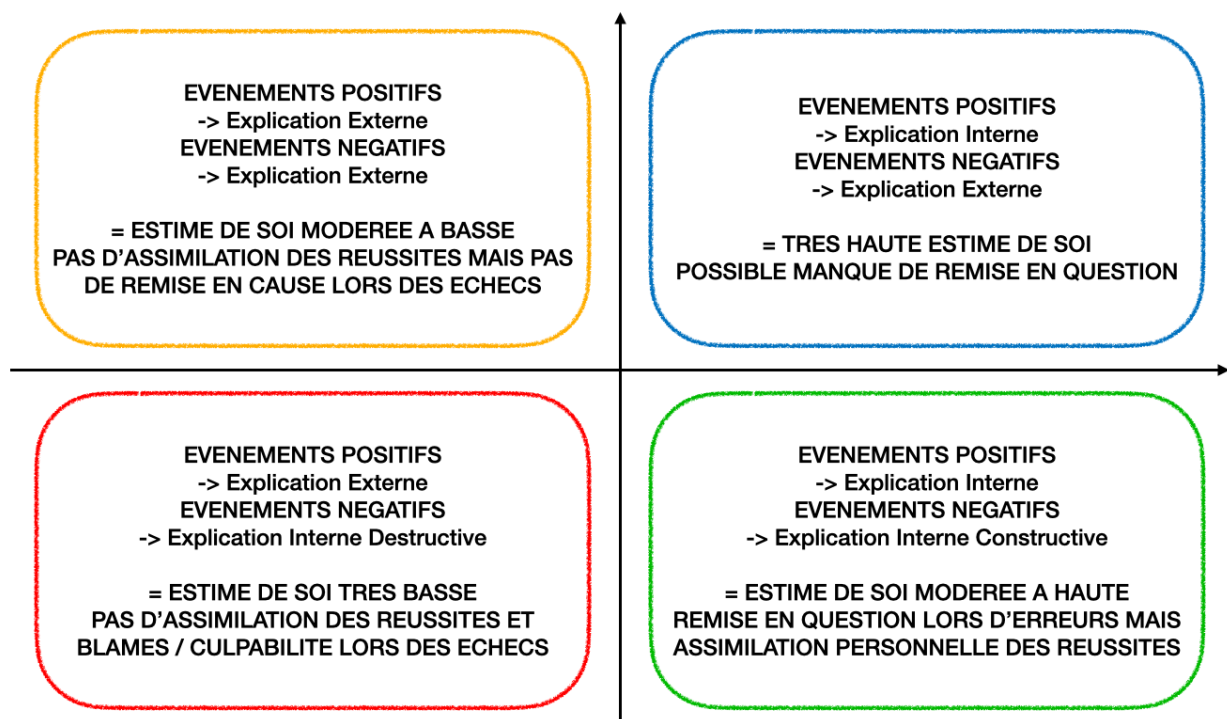 EVENEMENTS POSITIFS
-> Explication Externe
EVENEMENTS NEGATIFS
-> Explication Externe
= ESTIME DE SOI MODEREE A BASSE
PAS D'ASSIMILATION DES REUSSITES MAIS PAS
DE REMISE EN CAUSE LORS DES ECHECS
EVENEMENTS POSITIFS
-> Explication Interne
EVENEMENTS NEGATIFS
-> Explication Externe
= TRES HAUTE ESTIME DE SOI
POSSIBLE MANQUE DE REMISE EN QUESTION
EVENEMENTS POSITIFS
-> Explication Externe
EVENEMENTS NEGATIFS
-> Explication Interne Destructive
= ESTIME DE SOI TRES BASSE
PAS D'ASSIMILATION DES REUSSITES ET
BLAMES / CULPABILITE LORS DES ECHECS
EVENEMENTS POSITIFS
-> Explication Interne
EVENEMENTS NEGATIFS
-> Explication Interne Constructive
= ESTIME DE SOI MODEREE A HAUTE
REMISE EN QUESTION LORS D'ERREURS MAIS
ASSIMILATION PERSONNELLE DES REUSSITES